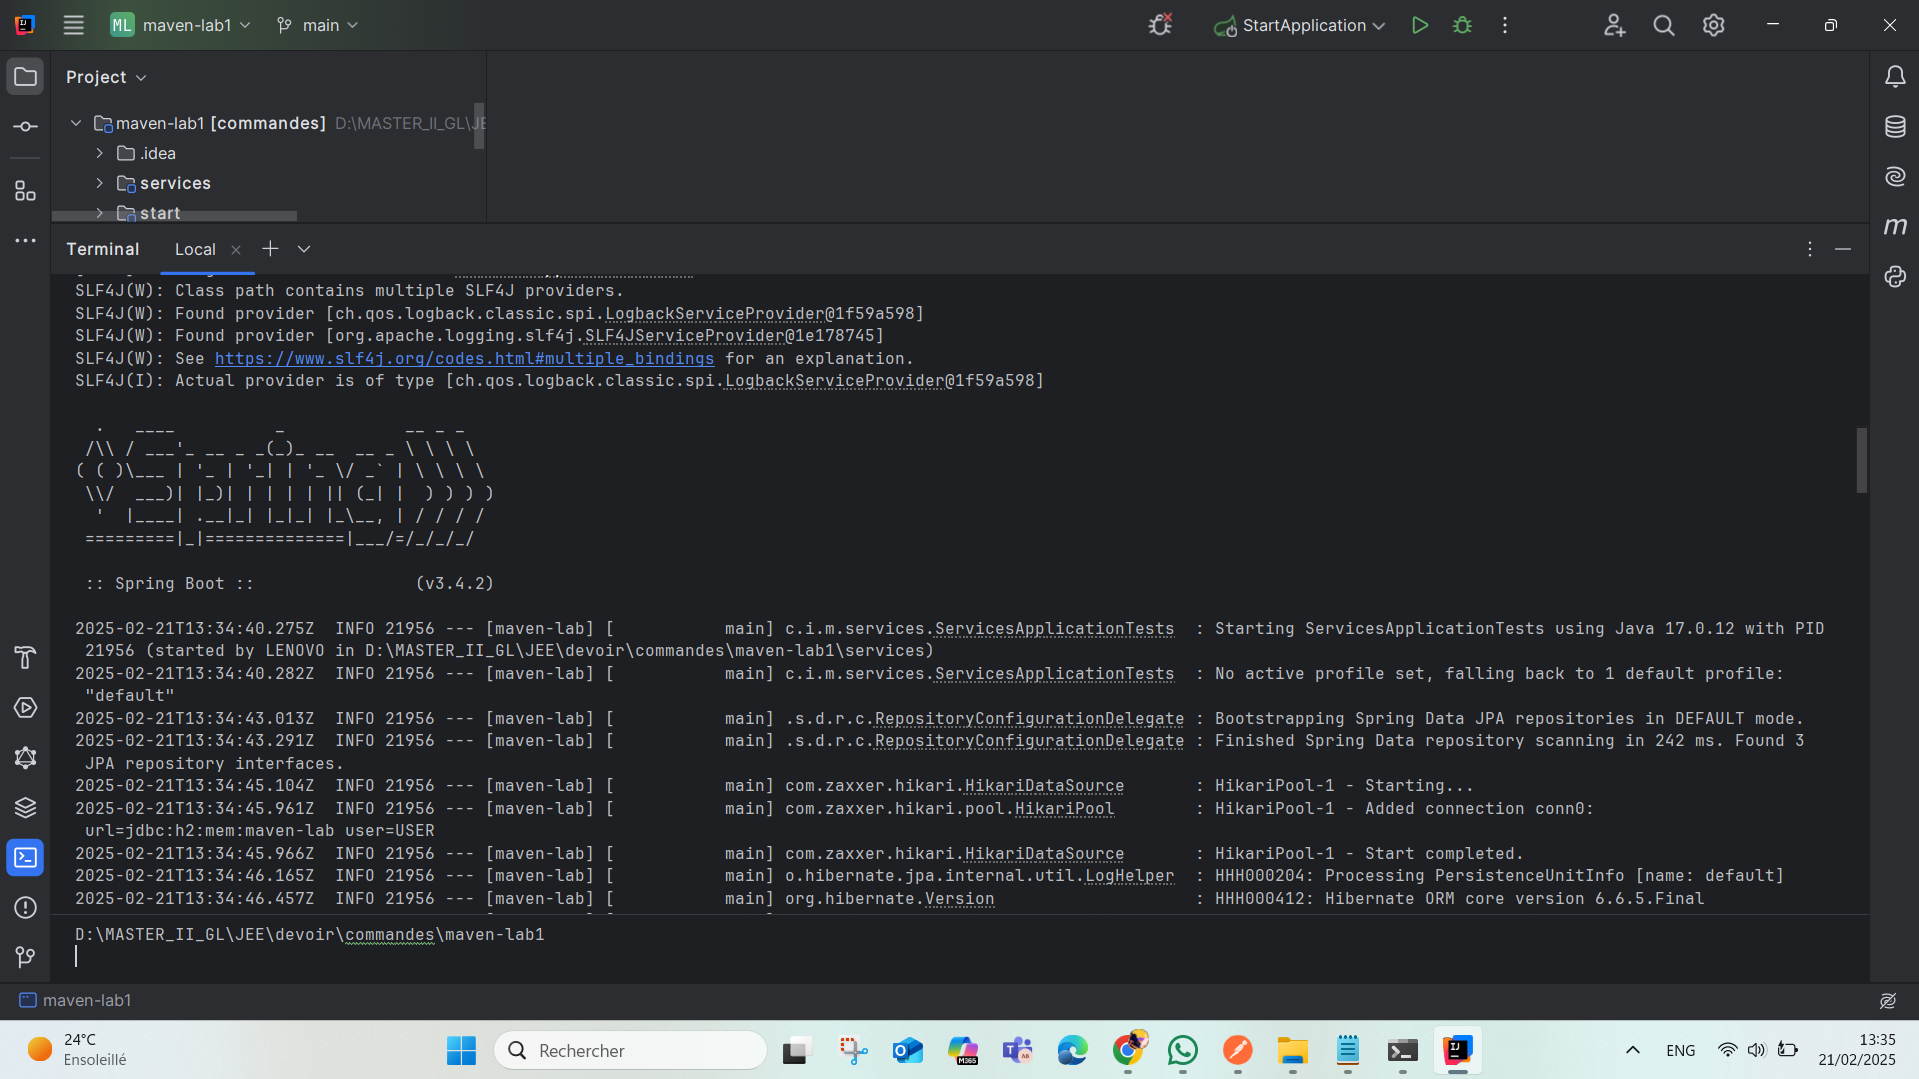 ML maven-lab1 main StartApplication
Project
maven-lab1 [commandes] D:\MASTER_II_GL\JE
.idea
services
start
Terminal Local
SLF4J(W): Class path contains multiple SLF4J providers.
SLF4J(W): Found provider [ch.qos.logback.classic.spi.LogbackServiceProvider@1f59a598]
SLF4J(W): Found provider [org.apache.logging.slf4j.SLF4JServiceProvider@1e178745]
SLF4J(W): See https://www.slf4j.org/codes.html#multiple_bindings for an explanation.
SLF4J(I): Actual provider is of type [ch.qos.logback.classic.spi.LogbackServiceProvider@1f59a598]
  .   ____          _            __ _ _
 /\\ / ___'_ __ _ _(_)_ __  __ _ \ \ \ \
( ( )\___ | '_ | '_| | '_ \/ _` | \ \ \ \
 \\/  ___)| |_)| | | | | || (_| |  ) ) ) )
  '  |____| .__|_| |_|_| |_\__, | / / / /
 =========|_|==============|___/=/_/_/_/
:: Spring Boot :: (v3.4.2)
2025-02-21T13:34:40.275Z INFO 21956 --- [maven-lab] [ main] c.i.m.services.ServicesApplicationTests : Starting ServicesApplicationTests using Java 17.0.12 with PID
21956 (started by LENOVO in D:\MASTER_II_GL\JEE\devoir\commandes\maven-lab1\services)
2025-02-21T13:34:40.282Z INFO 21956 --- [maven-lab] [ main] c.i.m.services.ServicesApplicationTests : No active profile set, falling back to 1 default profile:
"default"
2025-02-21T13:34:43.013Z INFO 21956 --- [maven-lab] [ main] .s.d.r.c.RepositoryConfigurationDelegate : Bootstrapping Spring Data JPA repositories in DEFAULT mode.
2025-02-21T13:34:43.291Z INFO 21956 --- [maven-lab] [ main] .s.d.r.c.RepositoryConfigurationDelegate : Finished Spring Data repository scanning in 242 ms. Found 3
JPA repository interfaces.
2025-02-21T13:34:45.104Z INFO 21956 --- [maven-lab] [ main] com.zaxxer.hikari.HikariDataSource : HikariPool-1 - Starting...
2025-02-21T13:34:45.961Z INFO 21956 --- [maven-lab] [ main] com.zaxxer.hikari.pool.HikariPool : HikariPool-1 - Added connection conn0:
url=jdbc:h2:mem:maven-lab user=USER
2025-02-21T13:34:45.966Z INFO 21956 --- [maven-lab] [ main] com.zaxxer.hikari.HikariDataSource : HikariPool-1 - Start completed.
2025-02-21T13:34:46.165Z INFO 21956 --- [maven-lab] [ main] o.hibernate.jpa.internal.util.LogHelper : HHH000204: Processing PersistenceUnitInfo [name: default]
2025-02-21T13:34:46.457Z INFO 21956 --- [maven-lab] [ main] org.hibernate.Version : HHH000412: Hibernate ORM core version 6.6.5.Final
D:\MASTER_II_GL\JEE\devoir\commandes\maven-lab1
maven-lab1
24°C
Ensoleillé
Rechercher
M365
ENG
13:35
21/02/2025